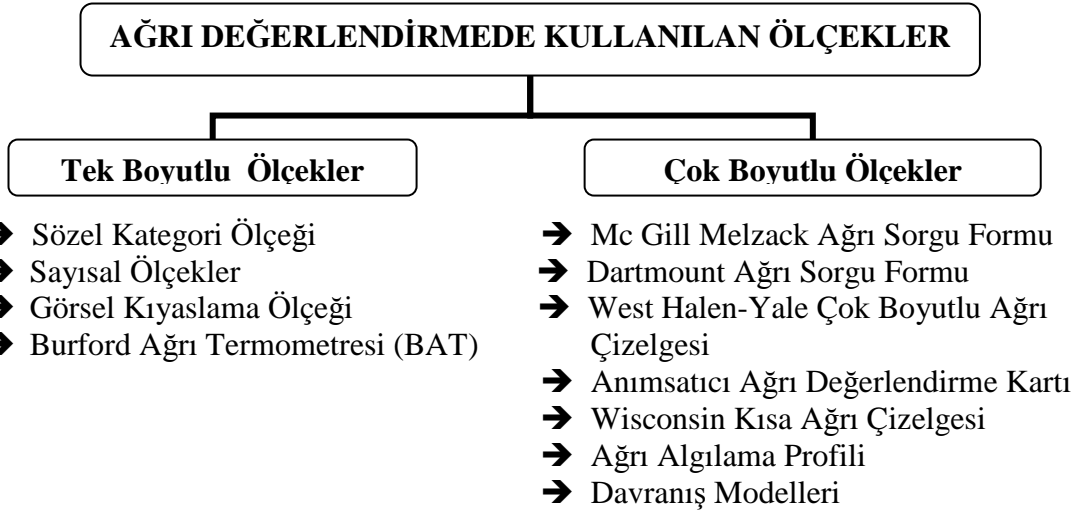 AĞRI DEĞERLENDİRMEDE KULLANILAN ÖLÇEKLER
Tek Boyutlu Ölçekler
➔ Sözel Kategori Ölçeği
➔ Sayısal Ölçekler
➔ Görsel Kıyaslama Ölçeği
➔ Burford Ağrı Termometresi (BAT)
Çok Boyutlu Ölçekler
➔ Mc Gill Melzack Ağrı Sorgu Formu
➔ Dartmount Ağrı Sorgu Formu
➔ West Halen-Yale Çok Boyutlu Ağrı
Çizelgesi
➔ Anımsatıcı Ağrı Değerlendirme Kartı
➔ Wisconsin Kısa Ağrı Çizelgesi
➔ Ağrı Algılama Profili
➔ Davranış Modelleri